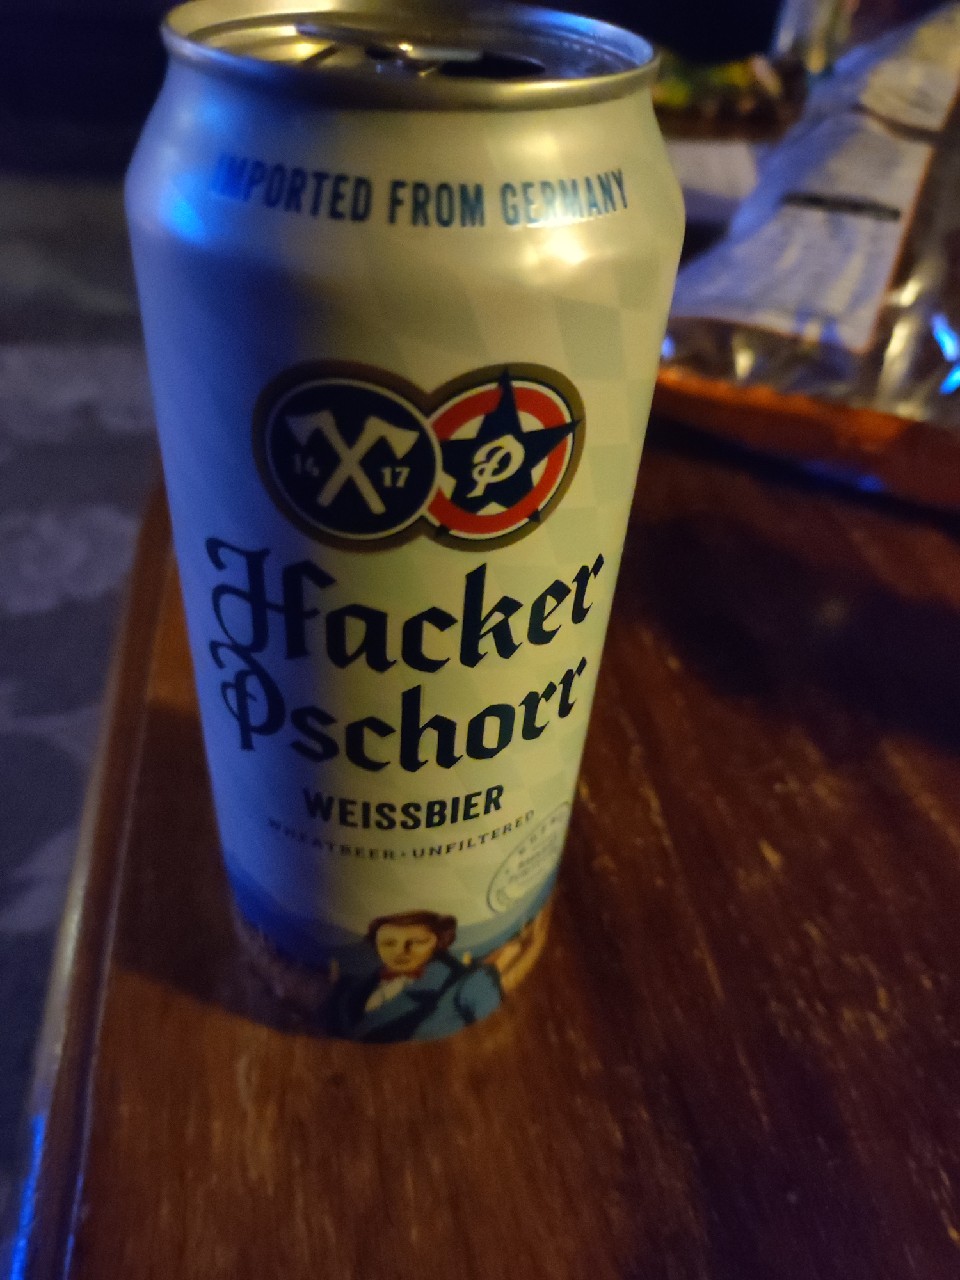 IMPORTED FROM GERMANY
14 17
P
Hacker
Pschorr
WEISSBIER
WHEATBEER · UNFILTERED